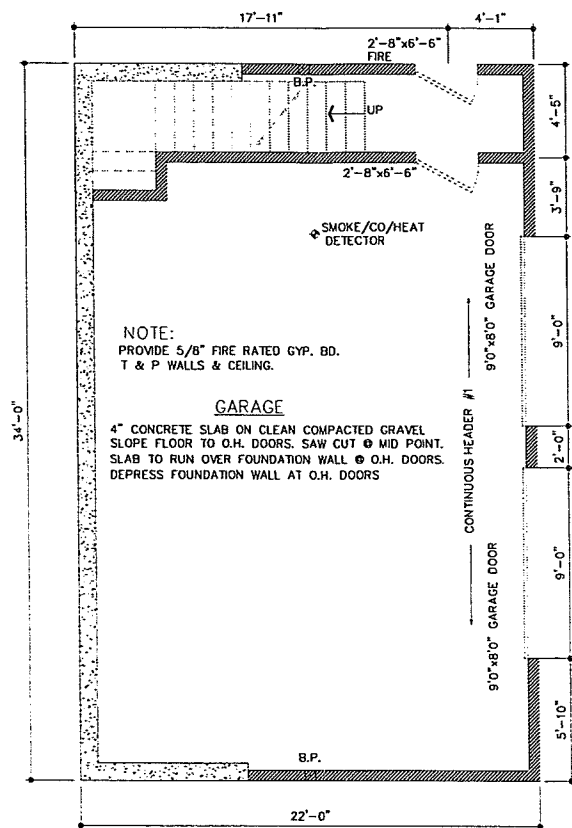 17'-11"
4'-1"
2'-8"x6'-6"
FIRE
B.P.
UP
4'-5"
2'-8"x6'-6"
3'-9"
SMOKE/CO/HEAT
DETECTOR
9'0"x8'0" GARAGE DOOR
9'-0"
NOTE:
PROVIDE 5/8" FIRE RATED GYP. BD.
T & P WALLS & CEILING.
34'-0"
CONTINUOUS HEADER #1
GARAGE
4" CONCRETE SLAB ON CLEAN COMPACTED GRAVEL
SLOPE FLOOR TO O.H. DOORS. SAW CUT @ MID POINT.
SLAB TO RUN OVER FOUNDATION WALL @ O.H. DOORS.
DEPRESS FOUNDATION WALL AT O.H. DOORS
2'-0"
9'-0"
9'0"x8'0" GARAGE DOOR
5'-10"
B.P.
22'-0"